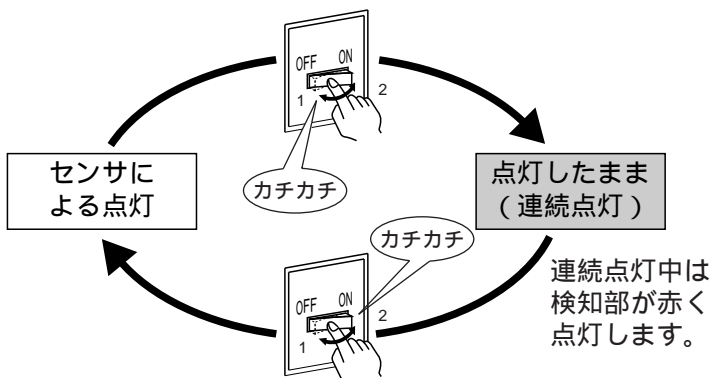 OFF ON
1 2
カチカチ
センサに
よる点灯
点灯したまま
（連続点灯）
カチカチ
OFF ON
1 2
連続点灯中は
検知部が赤く
点灯します。